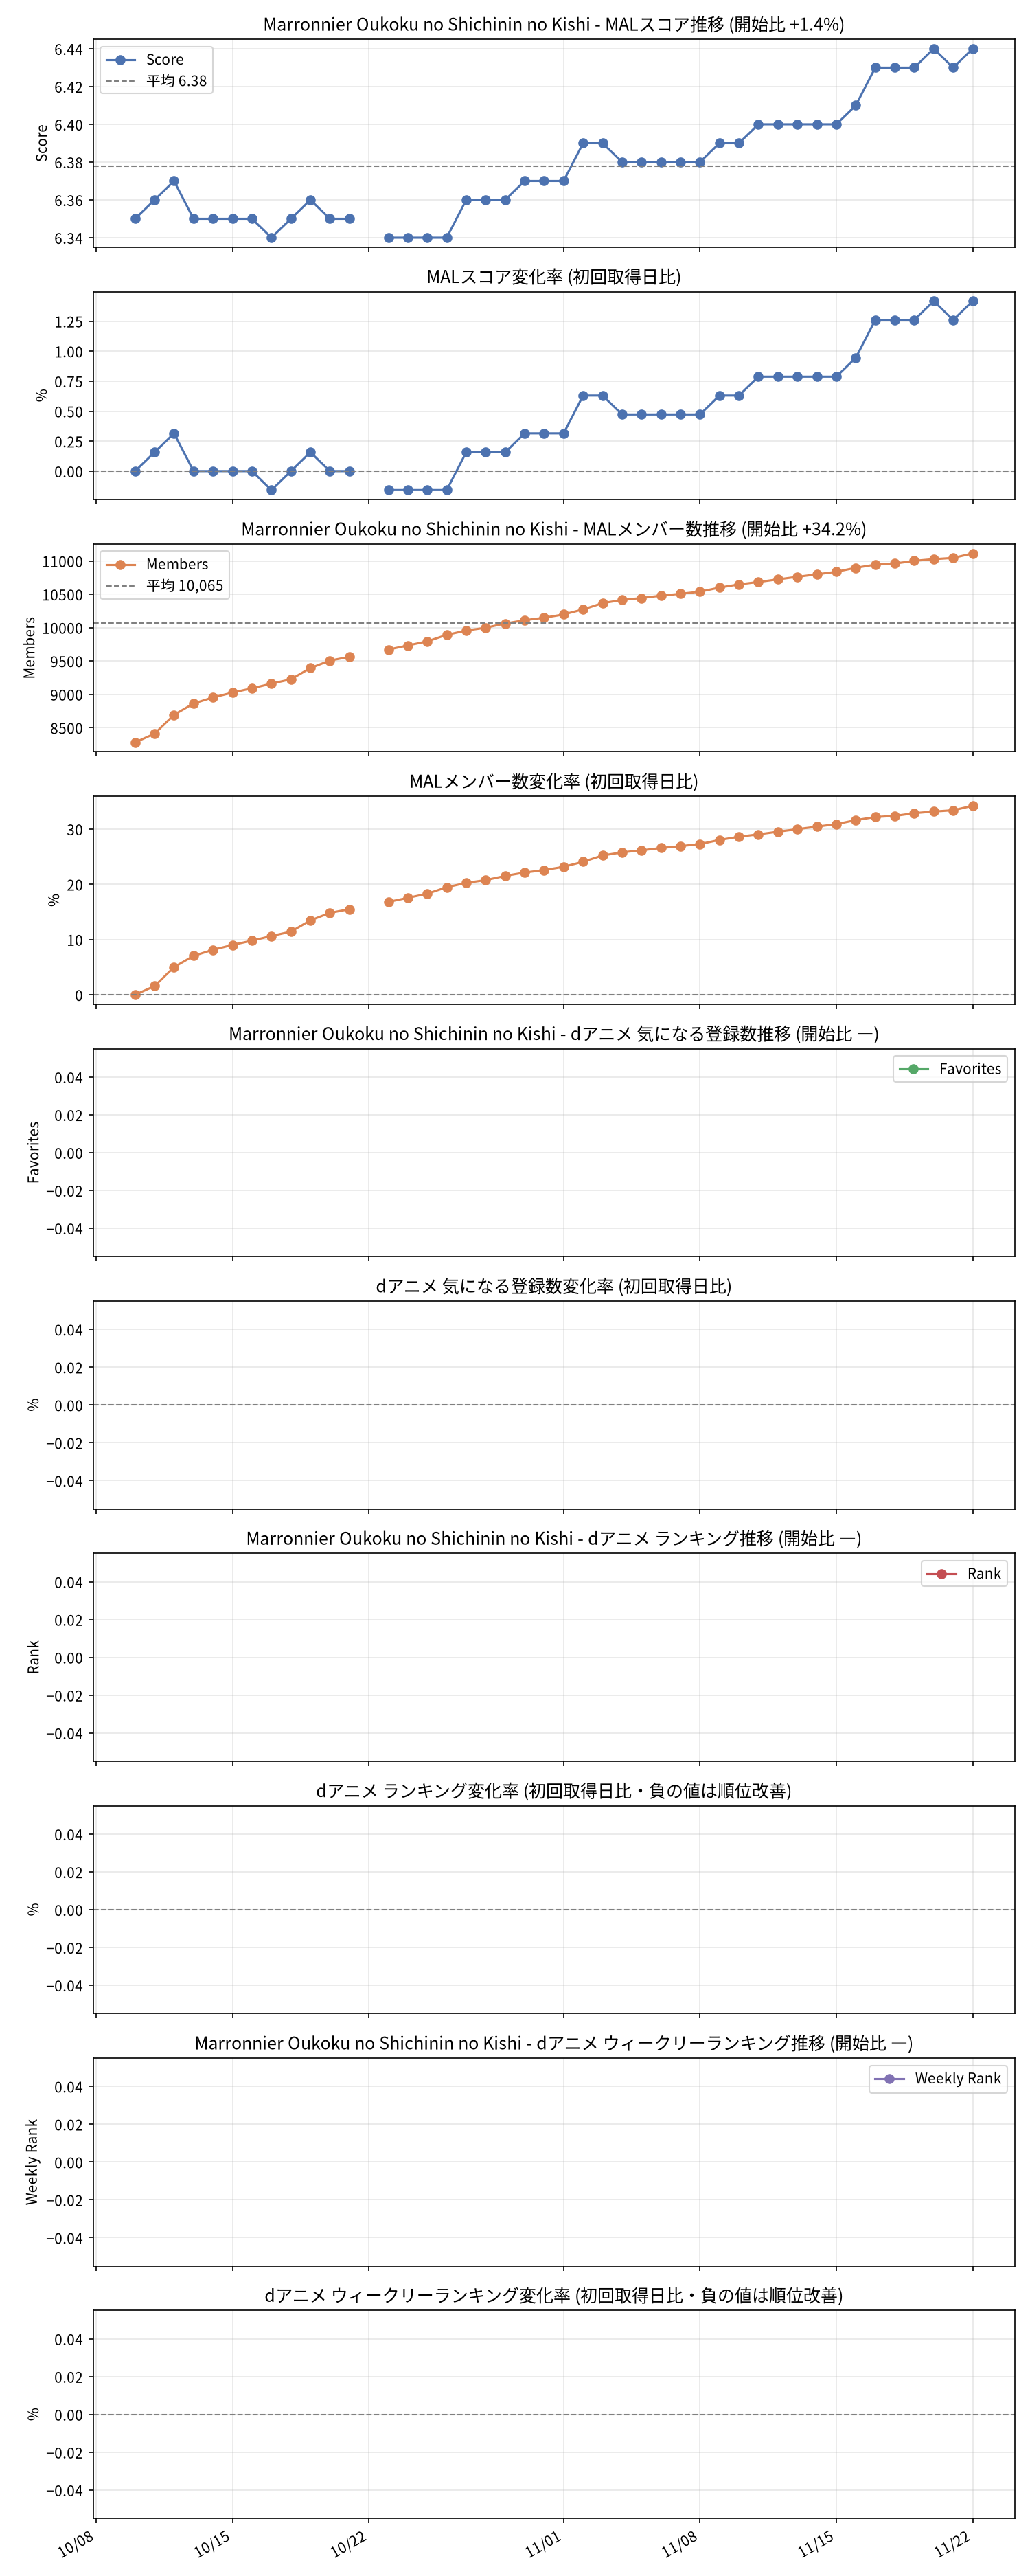 Marronnier Oukoku no Shichinin no Kishi - MALスコア推移 (開始比 +1.4%)
Score
平均 6.38
Score
6.44
6.42
6.40
6.38
6.36
6.34
MALスコア変化率 (初回取得日比)
%
1.25
1.00
0.75
0.50
0.25
0.00
Marronnier Oukoku no Shichinin no Kishi - MALメンバー数推移 (開始比 +34.2%)
Members
平均 10,065
Members
11000
10500
10000
9500
9000
8500
MALメンバー数変化率 (初回取得日比)
%
30
20
10
0
Marronnier Oukoku no Shichinin no Kishi - dアニメ 気になる登録数推移 (開始比 —)
Favorites
Favorites
0.04
0.02
0.00
−0.02
−0.04
dアニメ 気になる登録数変化率 (初回取得日比)
%
0.04
0.02
0.00
−0.02
−0.04
Marronnier Oukoku no Shichinin no Kishi - dアニメ ランキング推移 (開始比 —)
Rank
Rank
0.04
0.02
0.00
−0.02
−0.04
dアニメ ランキング変化率 (初回取得日比・負の値は順位改善)
%
0.04
0.02
0.00
−0.02
−0.04
Marronnier Oukoku no Shichinin no Kishi - dアニメ ウィークリーランキング推移 (開始比 —)
Weekly Rank
Weekly Rank
0.04
0.02
0.00
−0.02
−0.04
dアニメ ウィークリーランキング変化率 (初回取得日比・負の値は順位改善)
%
0.04
0.02
0.00
−0.02
−0.04
10/08
10/15
10/22
11/01
11/08
11/15
11/22